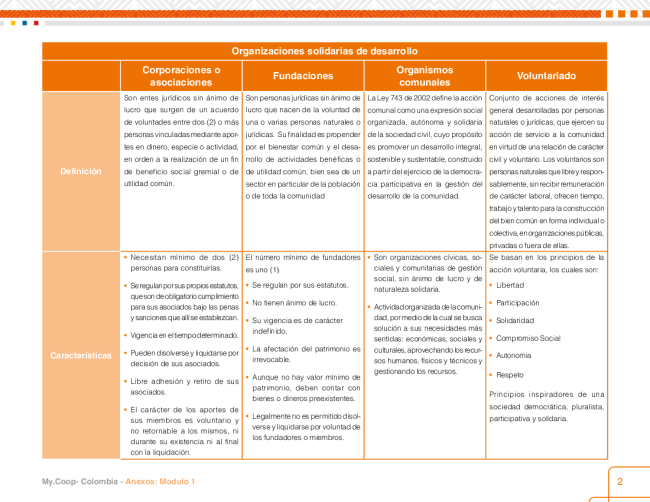 Organizaciones solidarias de desarrollo
Corporaciones o
asociaciones
Fundaciones
Organismos
comunales
Voluntariado
Definición
Son entes jurídicos sin ánimo de
lucro que surgen de un acuerdo
de voluntades entre dos (2) o más
personas vinculadas mediante apor-
tes en dinero, especie o actividad,
en orden a la realización de un fin
de beneficio social gremial o de
utilidad común.
Son personas jurídicas sin ánimo de
lucro que nacen de la voluntad de
una o varias personas naturales o
jurídicas. Su finalidad es propender
por el bienestar común y el desa-
rrollo de actividades benéficas o
de utilidad común, bien sea de un
sector en particular de la población
o de toda la comunidad
La Ley 743 de 2002 define la acción
comunal como una expresión social
organizada, autónoma y solidaria
de la sociedad civil, cuyo propósito
es promover un desarrollo integral,
sostenible y sustentable, construido
a partir del ejercicio de la democra-
cia participativa en la gestión del
desarrollo de la comunidad.
Conjunto de acciones de interés
general desarrolladas por personas
naturales o jurídicas, que ejercen su
acción de servicio a la comunidad
en virtud de una relación de carácter
civil y voluntario. Los voluntarios son
personas naturales que libre y respon-
sablemente, sin recibir remuneración
de carácter laboral, ofrecen tiempo,
trabajo y talento para la construcción
del bien común en forma individual o
colectiva, en organizaciones públicas,
privadas o fuera de ellas.
Características
• Necesitan mínimo de dos (2)
personas para constituirlas.
• Se regulan por sus propios estatutos,
que son de obligatorio cumplimiento
para sus asociados bajo las penas
y sanciones que allí se establezcan.
• Vigencia en el tiempo determinado.
• Pueden disolverse y liquidarse por
decisión de sus asociados.
• Libre adhesión y retiro de sus
asociados.
• El carácter de los aportes de
sus miembros es voluntario y
no retornable a los mismos, ni
durante su existencia ni al final
con la liquidación.
El número mínimo de fundadores
es uno (1).
• Se regulan por sus estatutos.
• No tienen ánimo de lucro.
• Su vigencia es de carácter
indefinido.
• La afectación del patrimonio es
irrevocable.
• Aunque no hay valor mínimo de
patrimonio, deben contar con
bienes o dineros preexistentes.
• Legalmente no es permitido disol-
verse y liquidarse por voluntad de
los fundadores o miembros.
• Son organizaciones cívicas, so-
ciales y comunitarias de gestión
social, sin ánimo de lucro y de
naturaleza solidaria.
• Actividad organizada de la comuni-
dad, por medio de la cual se busca
solución a sus necesidades más
sentidas: económicas, sociales y
culturales, aprovechando los recur-
sos humanos, físicos y técnicos y
gestionando los recursos.
Se basan en los principios de la
acción voluntaria, los cuales son:
• Libertad
• Participación
• Solidaridad
• Compromiso Social
• Autonomia
• Respeto
Principios inspiradores de una
sociedad democrática, pluralista,
participativa y solidaria.
My.Coop- Colombia - Anexos: Modulo 1
2